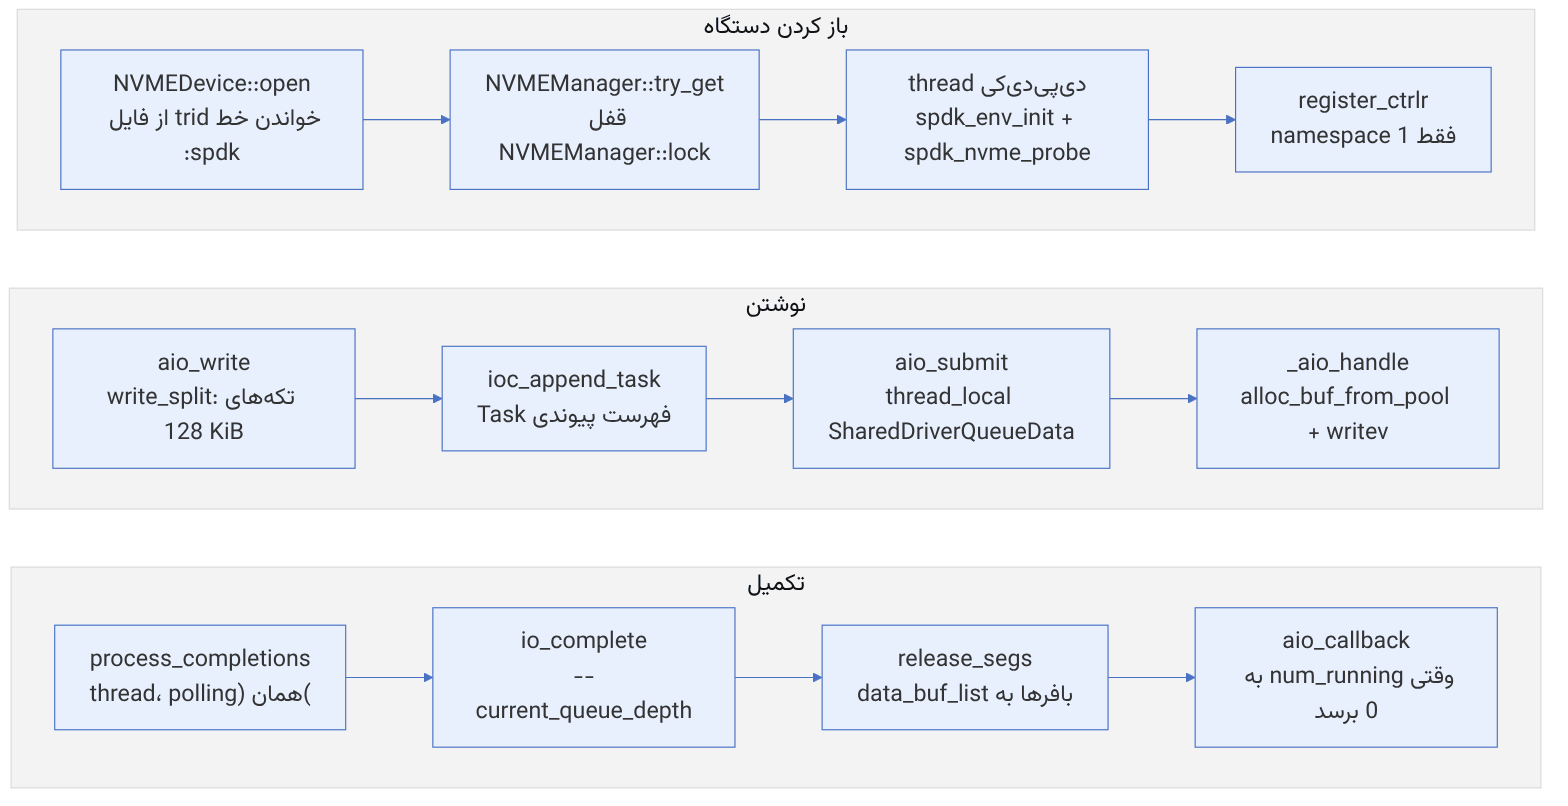 باز کردن دستگاه
NVMEDevice::open
خواندن خط trid از فایل
spdk:
NVMEManager::try_get
قفل
NVMEManager::lock
thread دی‌پی‌دی‌کی
spdk_env_init +
spdk_nvme_probe
register_ctrlr
فقط namespace 1
نوشتن
aio_write
write_split: تکه‌های
128 KiB
ioc_append_task
فهرست پیوندی Task
aio_submit
thread_local
SharedDriverQueueData
_aio_handle
alloc_buf_from_pool
+ writev
تکمیل
process_completions
(همان thread، polling)
io_complete
--
current_queue_depth
release_segs
بافرها به data_buf_list
aio_callback
وقتی num_running به
0 برسد